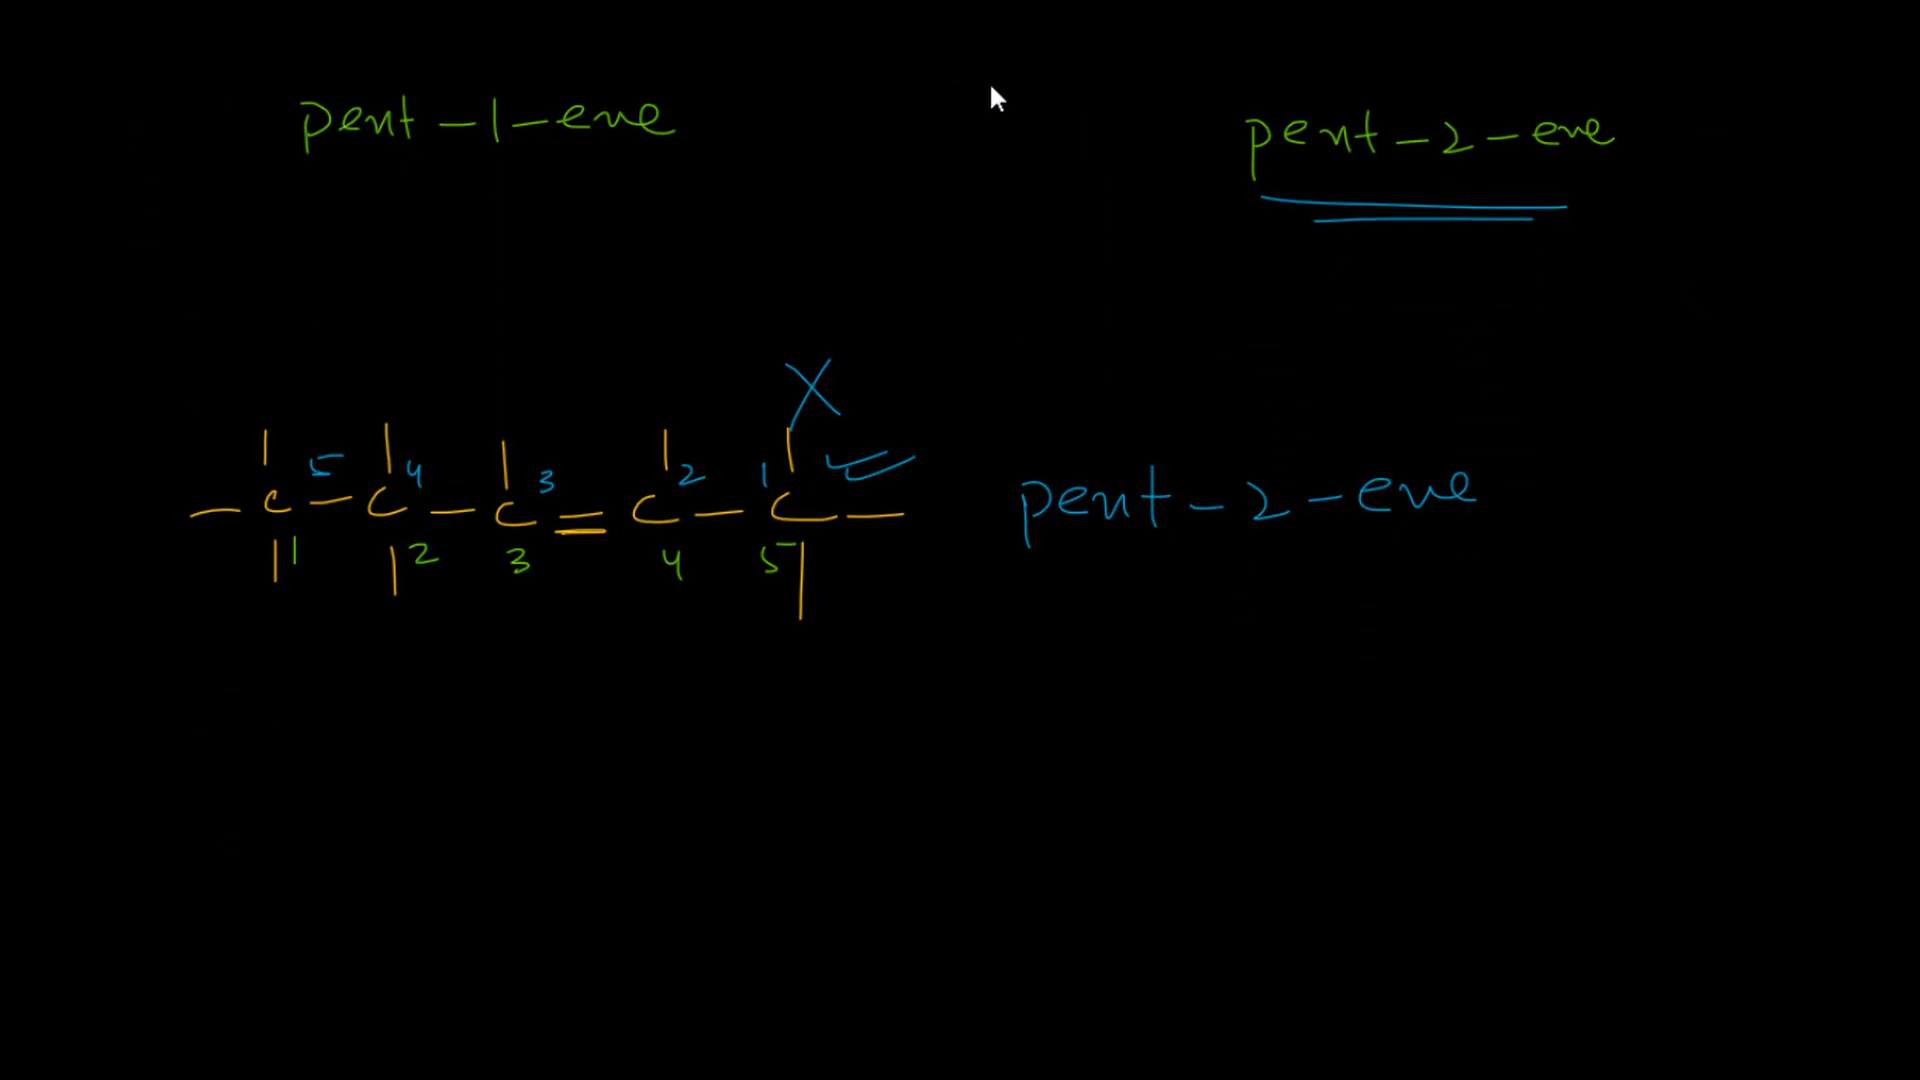 pent-1-ene
pent-2-ene
X
5 4 3 2 1
-C-C-C=C-C-
pent-2-ene
1 2 3 4 5